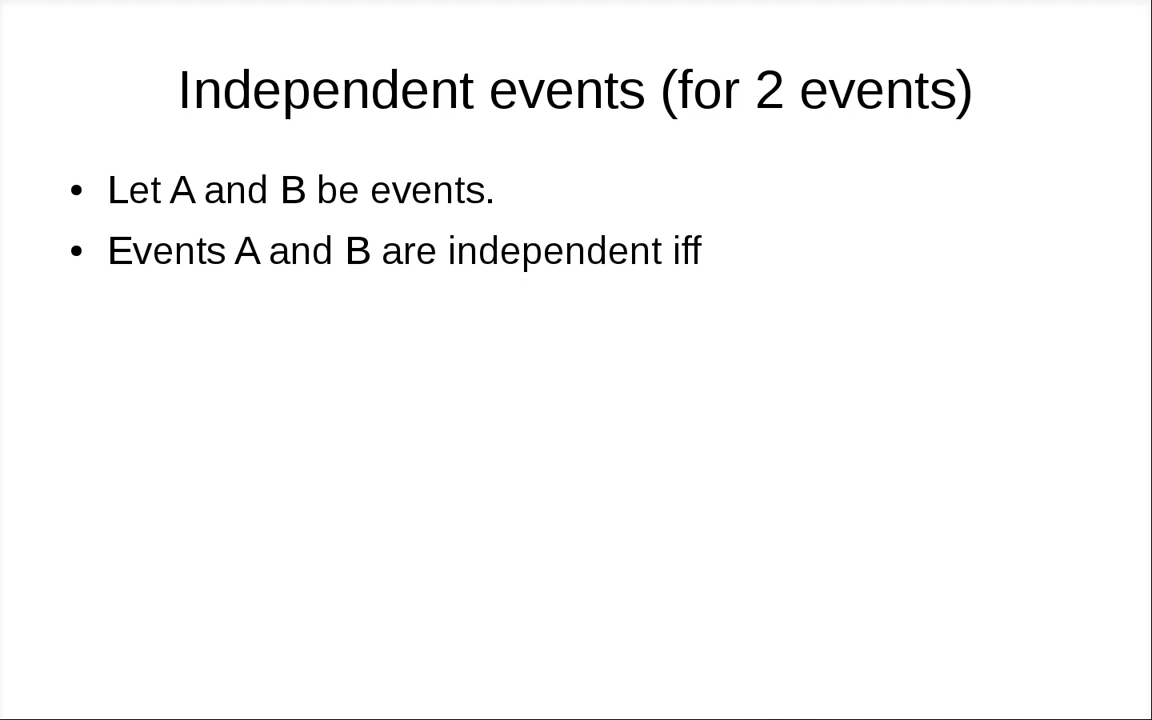 Independent events (for 2 events)
• Let A and B be events.
• Events A and B are independent iff